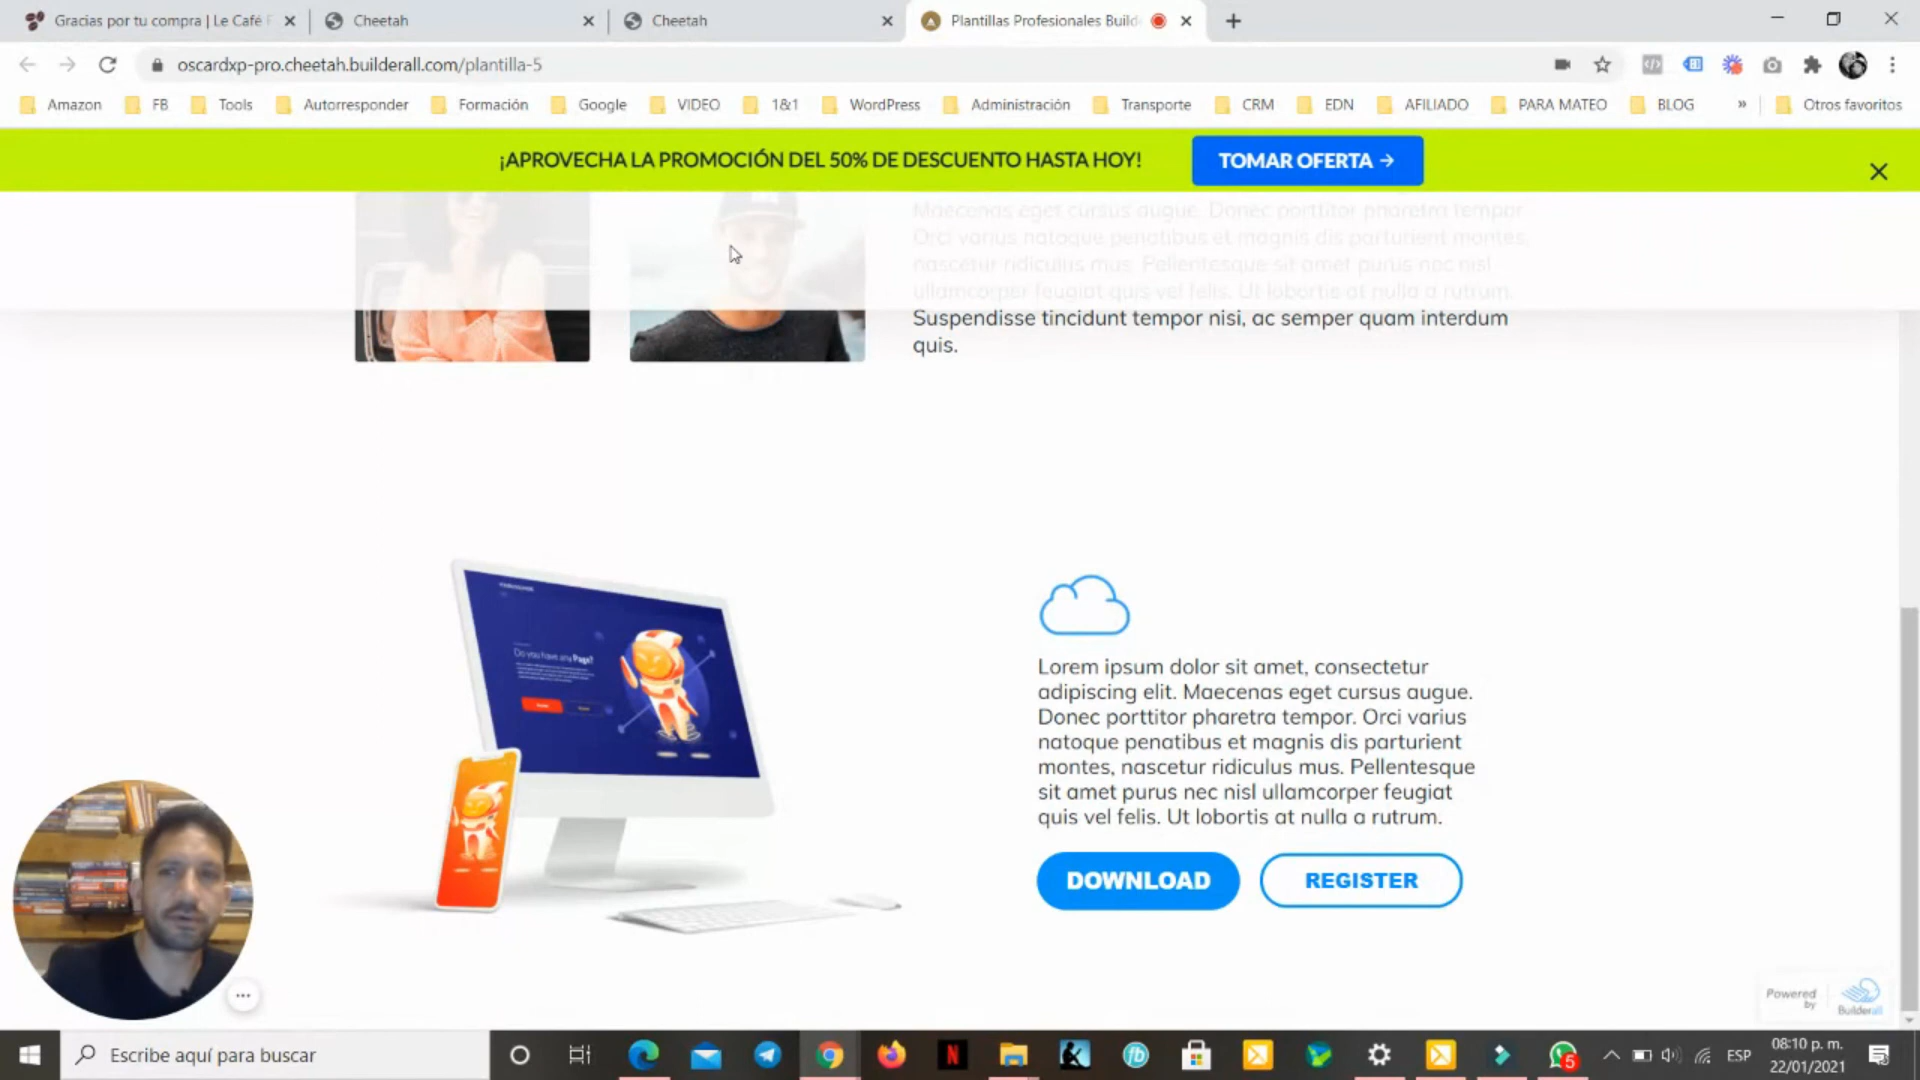 Gracias por tu compra | Le Café
Cheetah
Cheetah
Plantillas Profesionales Build
oscardxp-pro.cheetah.builderall.com/plantilla-5
Amazon FB Tools Autorresponder Formación Google VIDEO 1&1 WordPress Administración Transporte CRM EDN AFILIADO PARA MATEO BLOG » Otros favoritos
¡APROVECHA LA PROMOCIÓN DEL 50% DE DESCUENTO HASTA HOY!
TOMAR OFERTA →
Maecenas eget cursus augue. Donec porttitor pharetra tempor.
Orci varius natoque penatibus et magnis dis parturient montes,
nascetur ridiculus mus. Pellentesque sit amet purus nec nisl
ullamcorper feugiat quis vel felis. Ut lobortis at nulla a rutrum.
Suspendisse tincidunt tempor nisi, ac semper quam interdum
quis.
Do you have any Page?
Lorem ipsum dolor sit amet, consectetur
adipiscing elit. Maecenas eget cursus augue.
Donec porttitor pharetra tempor. Orci varius
natoque penatibus et magnis dis parturient
montes, nascetur ridiculus mus. Pellentesque
sit amet purus nec nisl ullamcorper feugiat
quis vel felis. Ut lobortis at nulla a rutrum.
DOWNLOAD
REGISTER
Powered
by
Builderall
Escribe aquí para buscar
N
fb
5
ESP
08:10 p. m.
22/01/2021